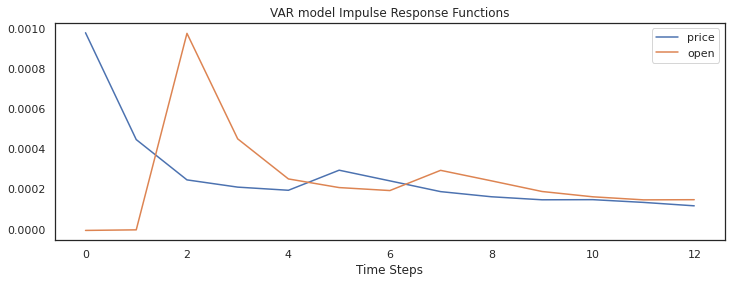 VAR model Impulse Response Functions
price
open
0.0010
0.0008
0.0006
0.0004
0.0002
0.0000
0 2 4 6 8 10 12
Time Steps